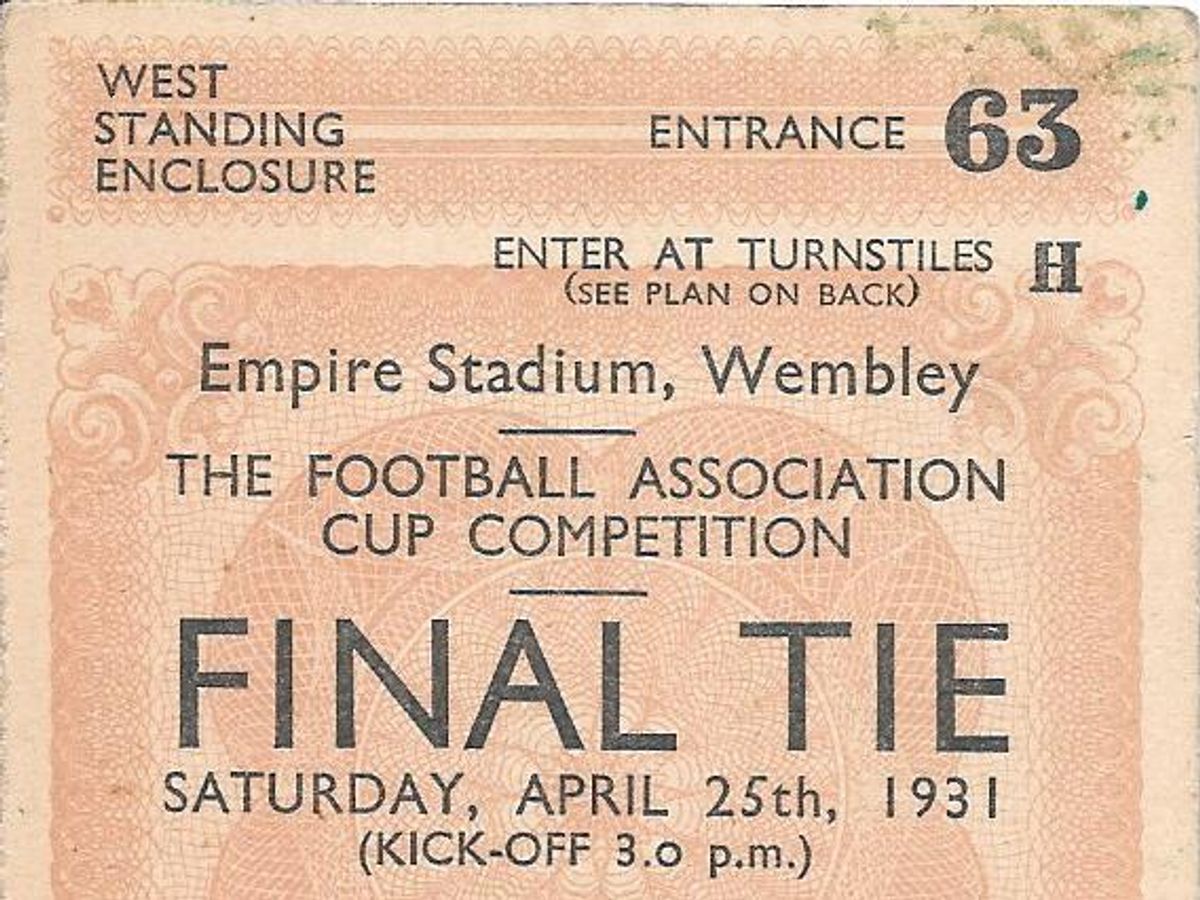 WEST
STANDING
ENCLOSURE
ENTRANCE 63
ENTER AT TURNSTILES H
(SEE PLAN ON BACK)
Empire Stadium, Wembley
THE FOOTBALL ASSOCIATION
CUP COMPETITION
FINAL TIE
SATURDAY, APRIL 25th, 1931
(KICK-OFF 3.0 p.m.)